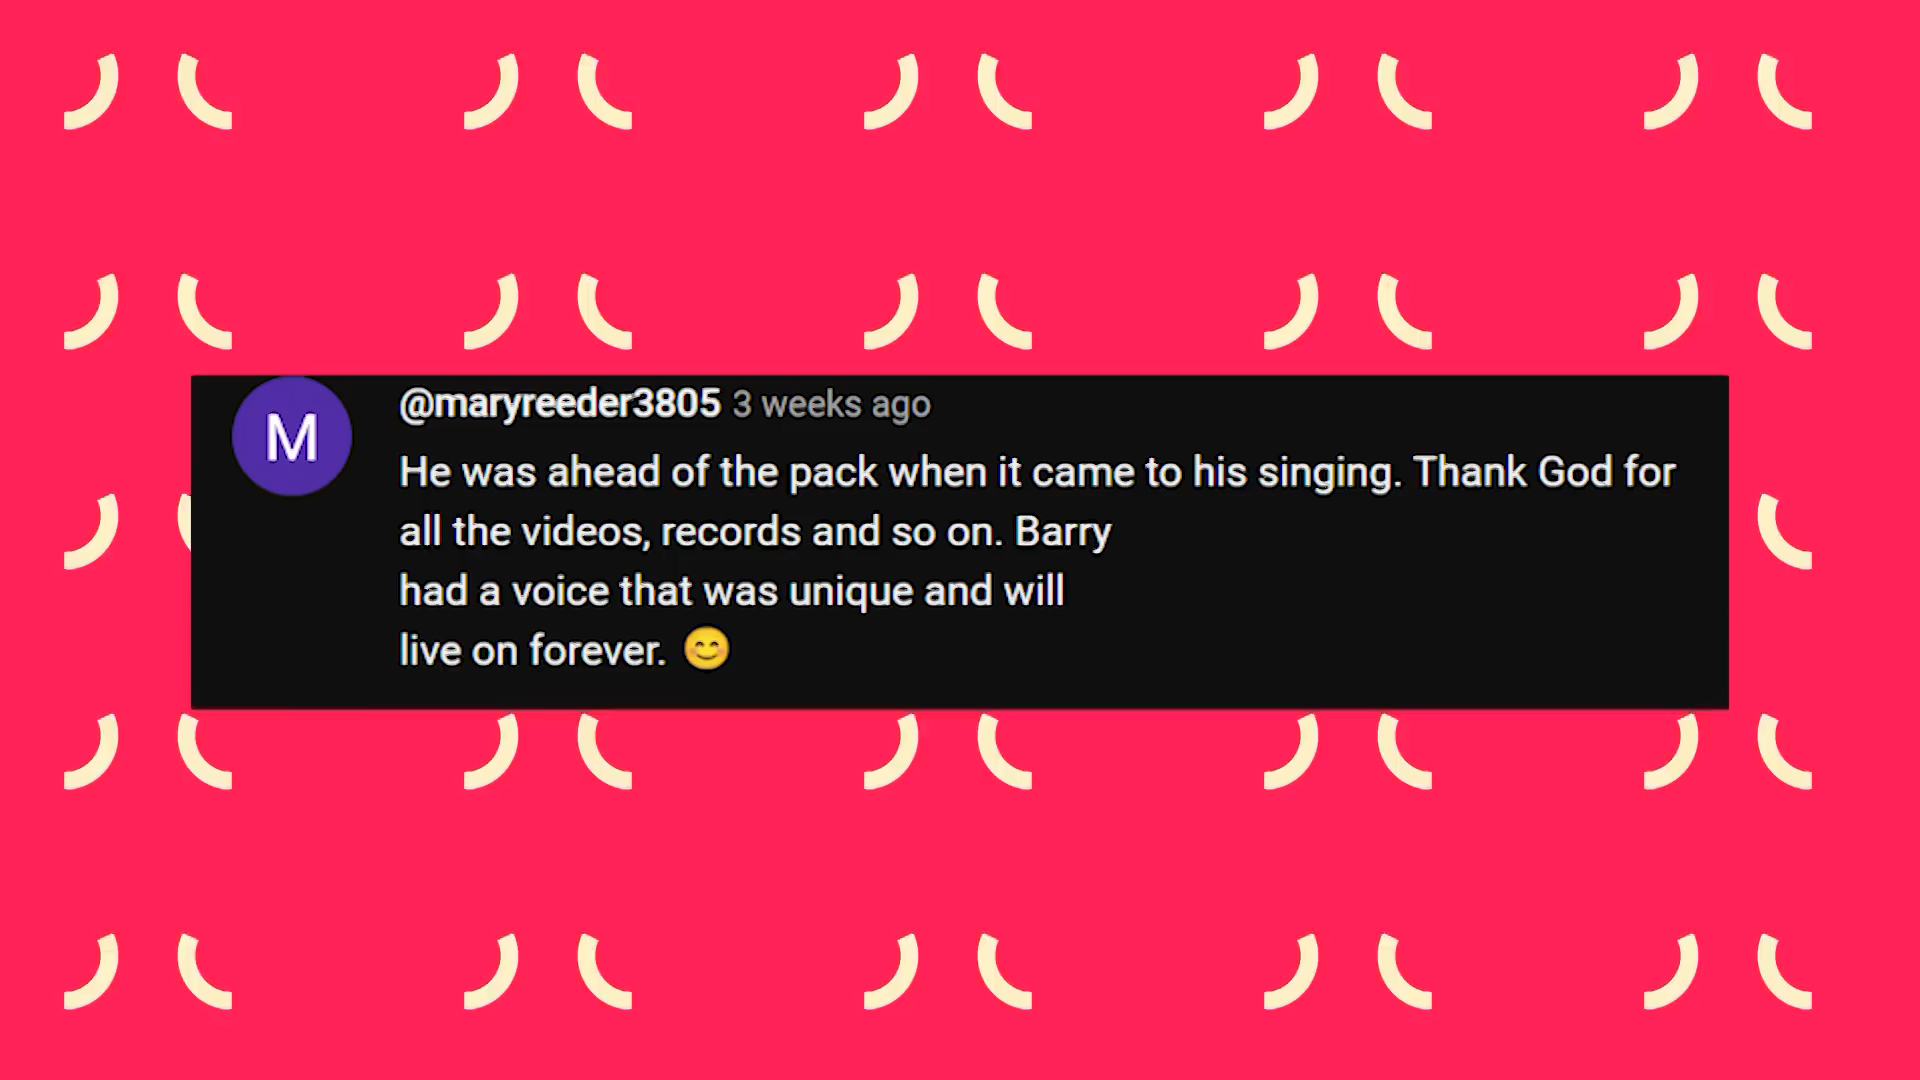 M
@maryreeder3805 3 weeks ago
He was ahead of the pack when it came to his singing. Thank God for
all the videos, records and so on. Barry
had a voice that was unique and will
live on forever. 😊